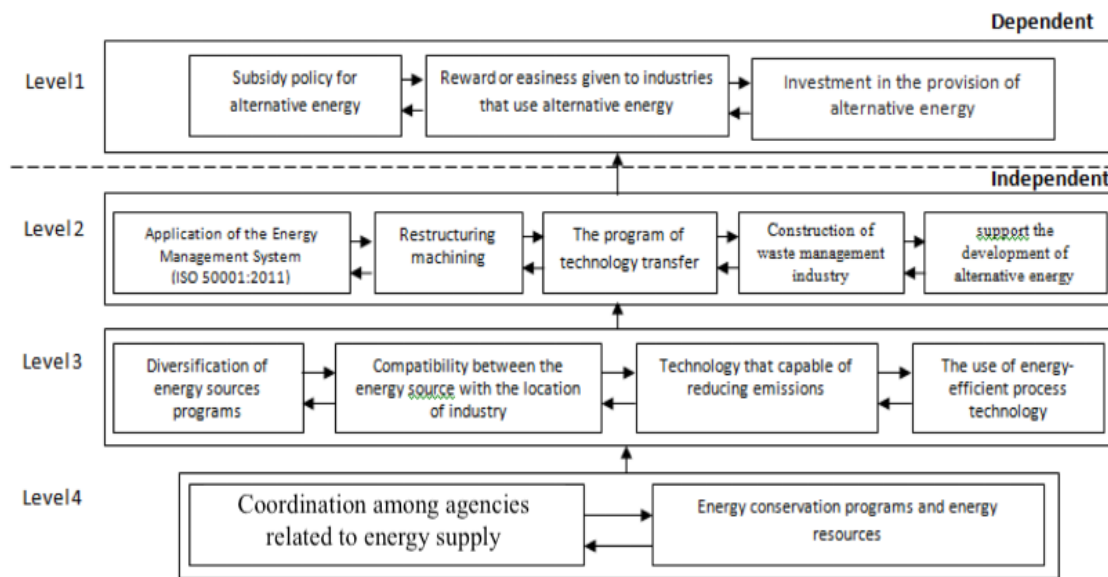 Dependent
Level1
Subsidy policy for
alternative energy
Reward or easiness given to industries
that use alternative energy
Investment in the provision of
alternative energy
Independent
Level2
Application of the Energy
Management System
(ISO 50001:2011)
Restructuring
machining
The program of
technology transfer
Construction of
waste management
industry
support the
development of
alternative energy
Level3
Diversification of
energy sources
programs
Compatibility between the
energy source with the location
of industry
Technology that capable of
reducing emissions
The use of energy-
efficient process
technology
Level4
Coordination among agencies
related to energy supply
Energy conservation programs and energy
resources